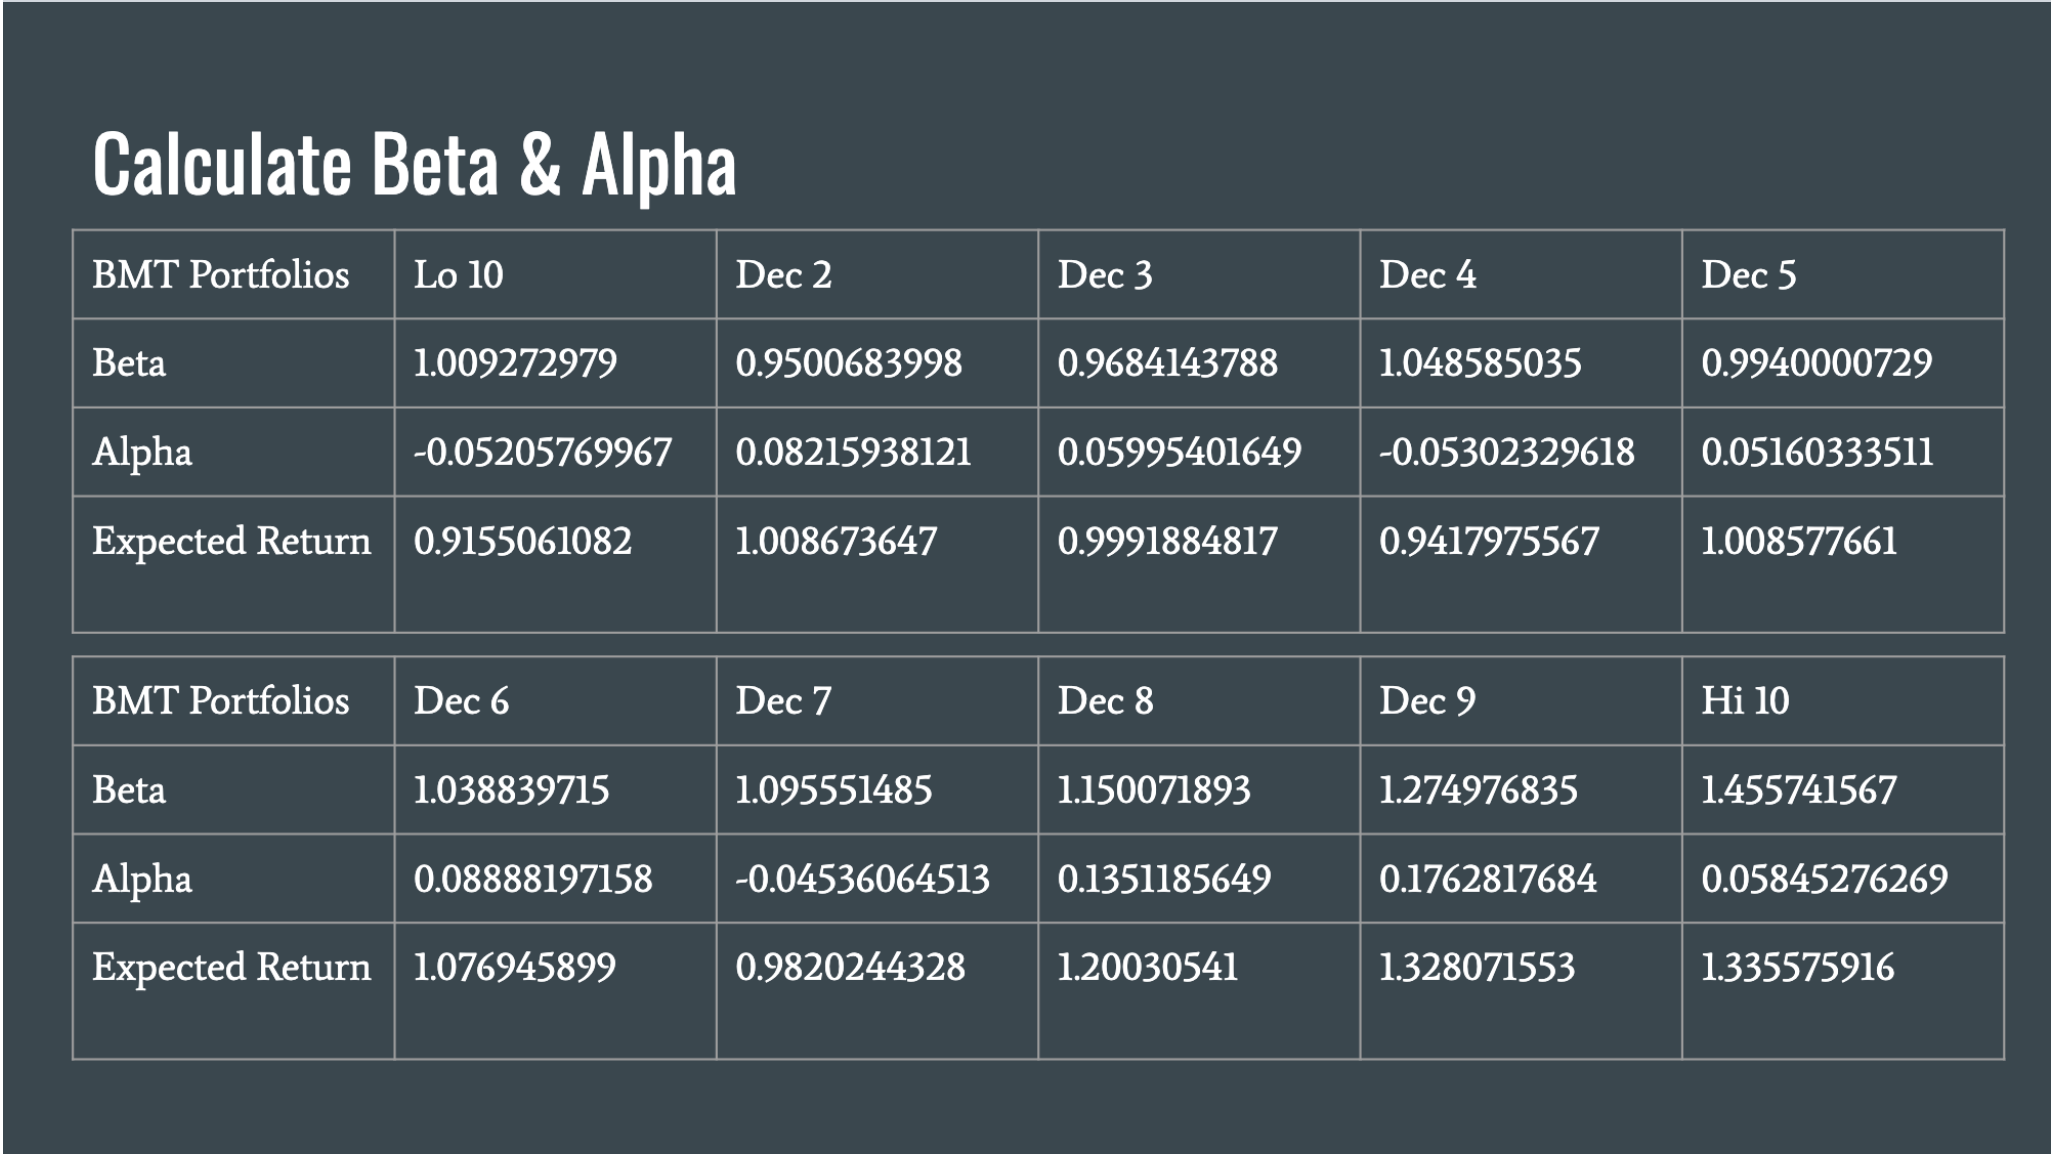 Calculate Beta & Alpha
BMT Portfolios Lo 10 Dec 2 Dec 3 Dec 4 Dec 5
Beta 1.009272979 0.9500683998 0.9684143788 1.048585035 0.9940000729
Alpha -0.05205769967 0.08215938121 0.05995401649 -0.05302329618 0.05160333511
Expected Return 0.9155061082 1.008673647 0.9991884817 0.9417975567 1.008577661
BMT Portfolios Dec 6 Dec 7 Dec 8 Dec 9 Hi 10
Beta 1.038839715 1.095551485 1.150071893 1.274976835 1.455741567
Alpha 0.08888197158 -0.04536064513 0.1351185649 0.1762817684 0.05845276269
Expected Return 1.076945899 0.9820244328 1.20030541 1.328071553 1.335575916